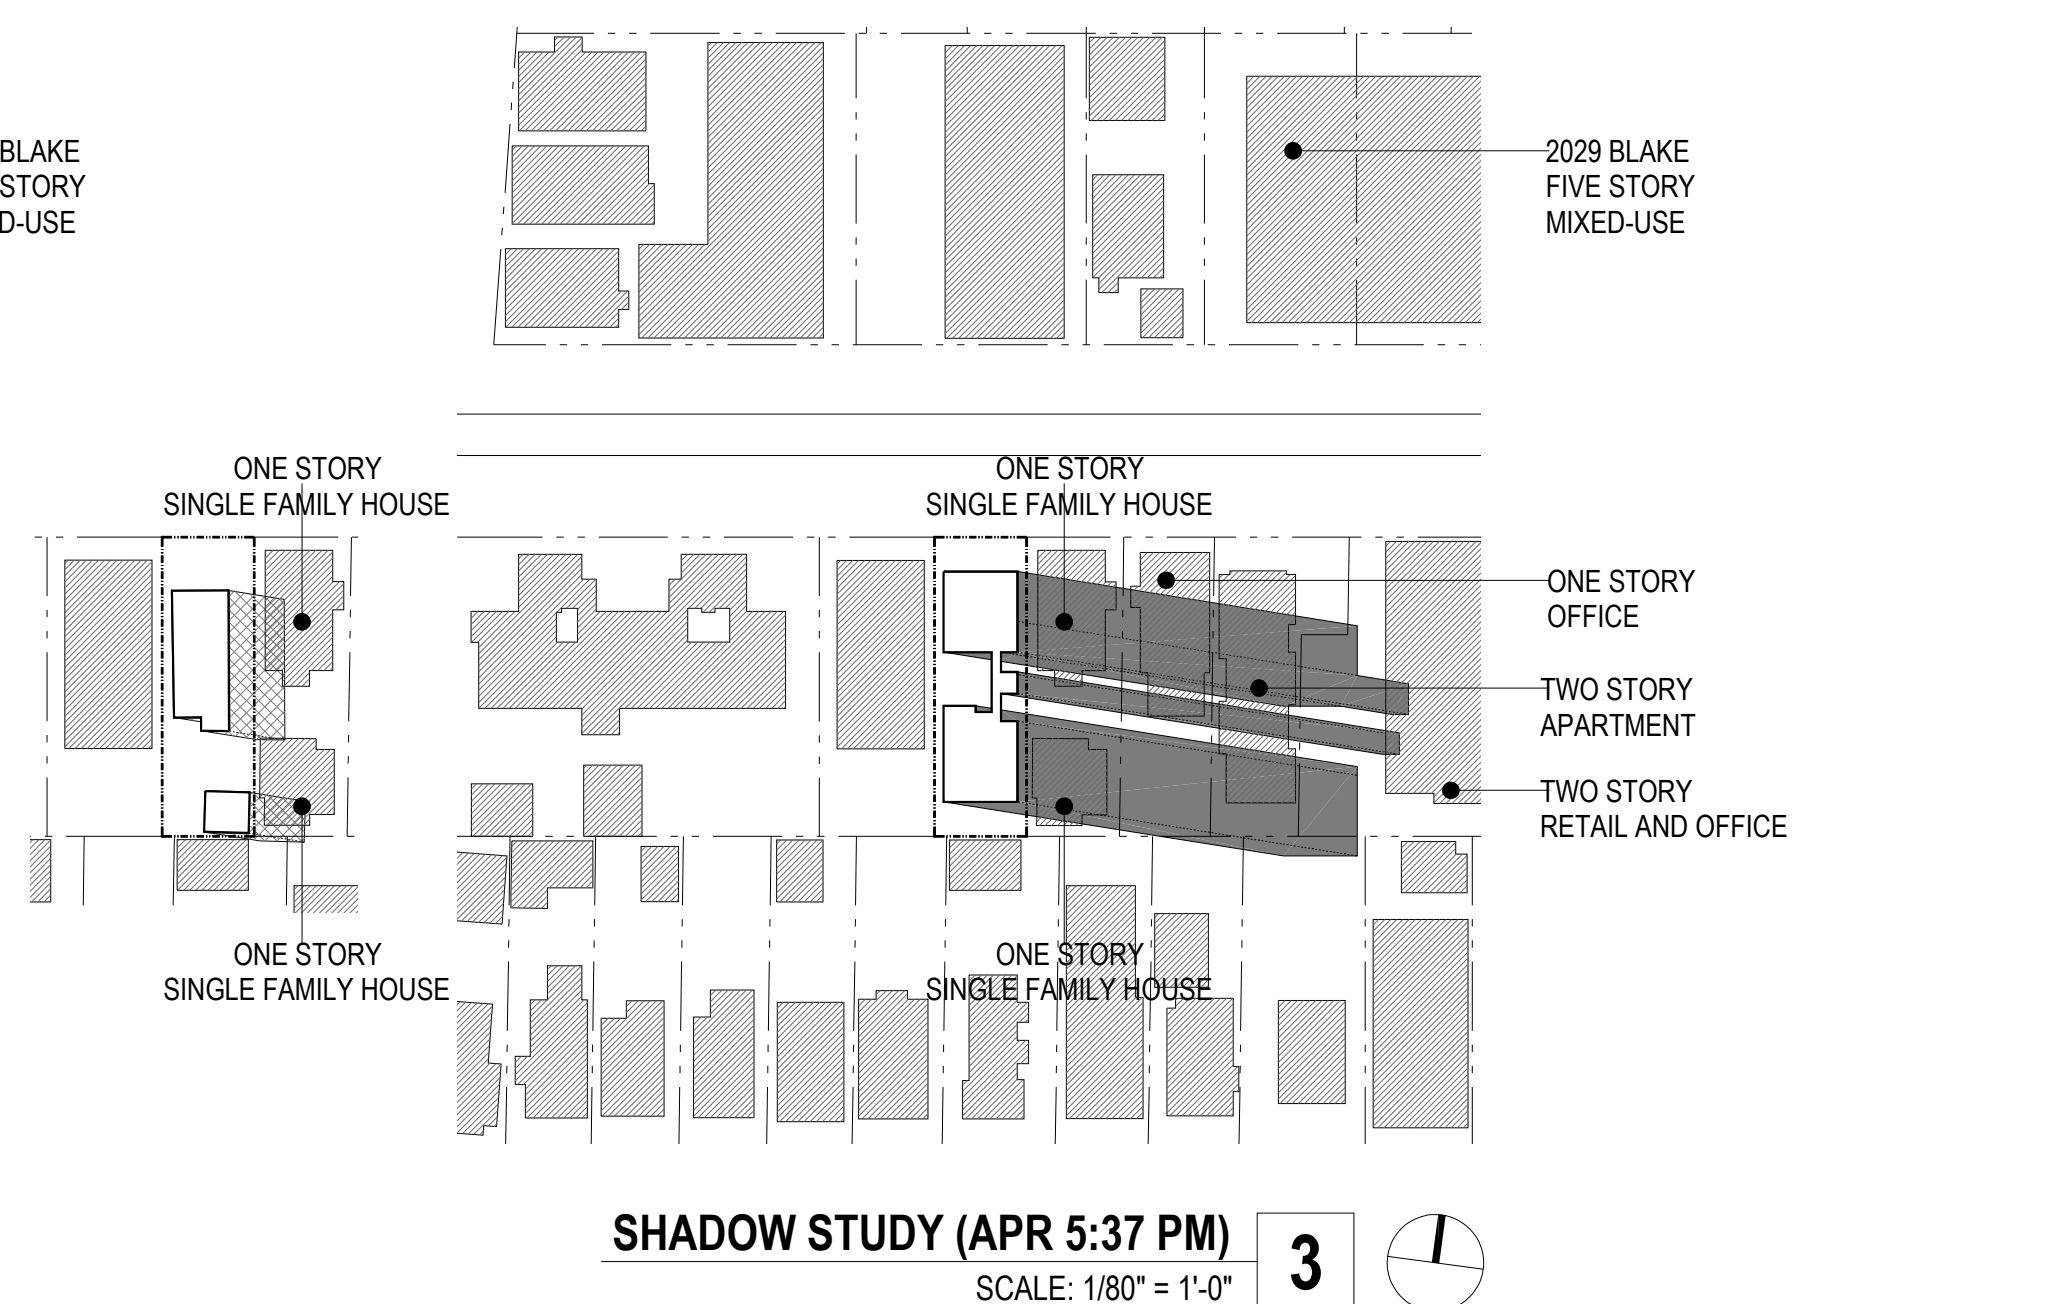 BLAKE
STORY
D-USE
2029 BLAKE
FIVE STORY
MIXED-USE
ONE STORY
SINGLE FAMILY HOUSE
ONE STORY
SINGLE FAMILY HOUSE
ONE STORY
OFFICE
TWO STORY
APARTMENT
TWO STORY
RETAIL AND OFFICE
ONE STORY
SINGLE FAMILY HOUSE
ONE STORY
SINGLE FAMILY HOUSE
SHADOW STUDY (APR 5:37 PM)
SCALE: 1/80" = 1'-0"
3